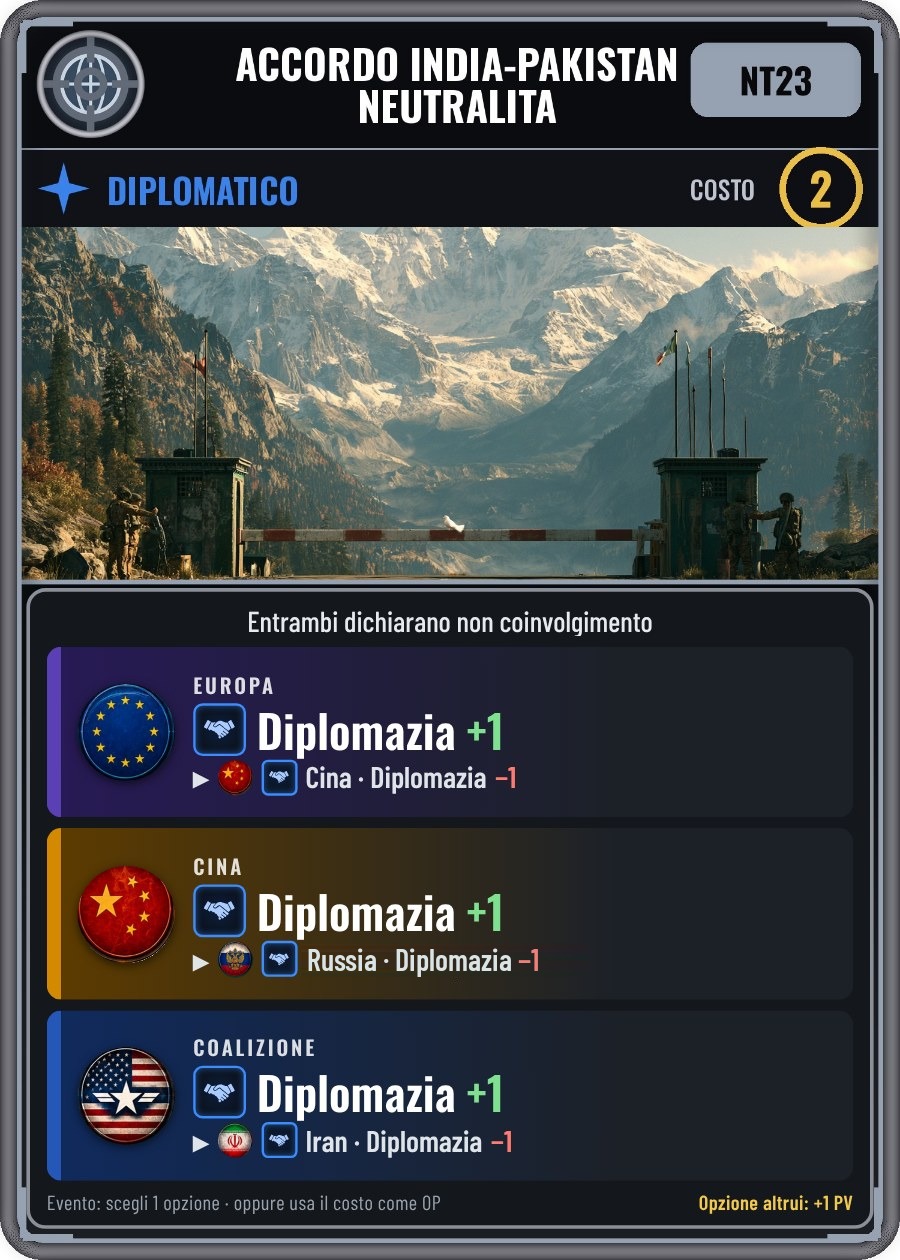 ACCORDO INDIA-PAKISTAN
NEUTRALITA
NT23
DIPLOMATICO
COSTO
2
Entrambi dichiarano non coinvolgimento
EUROPA
Diplomazia +1
▶ Cina · Diplomazia −1
CINA
Diplomazia +1
▶ Russia · Diplomazia −1
COALIZIONE
Diplomazia +1
▶ Iran · Diplomazia −1
Evento: scegli 1 opzione · oppure usa il costo come OP
Opzione altrui: +1 PV